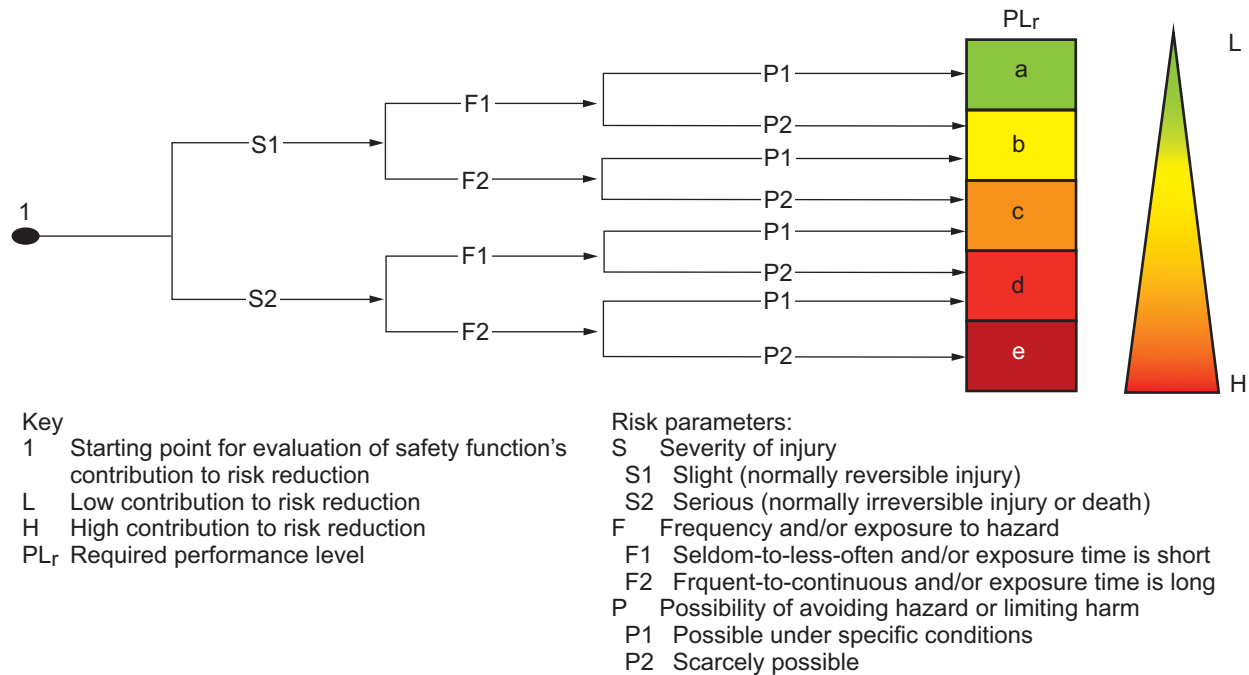 PLr
L
a
P1
F1
P2
b
S1
P1
F2
P2
c
1
P1
F1
P2
d
S2
P1
F2
P2
e
H
Key
1 Starting point for evaluation of safety function's
contribution to risk reduction
L Low contribution to risk reduction
H High contribution to risk reduction
PLr Required performance level
Risk parameters:
S Severity of injury
S1 Slight (normally reversible injury)
S2 Serious (normally irreversible injury or death)
F Frequency and/or exposure to hazard
F1 Seldom-to-less-often and/or exposure time is short
F2 Frquent-to-continuous and/or exposure time is long
P Possibility of avoiding hazard or limiting harm
P1 Possible under specific conditions
P2 Scarcely possible